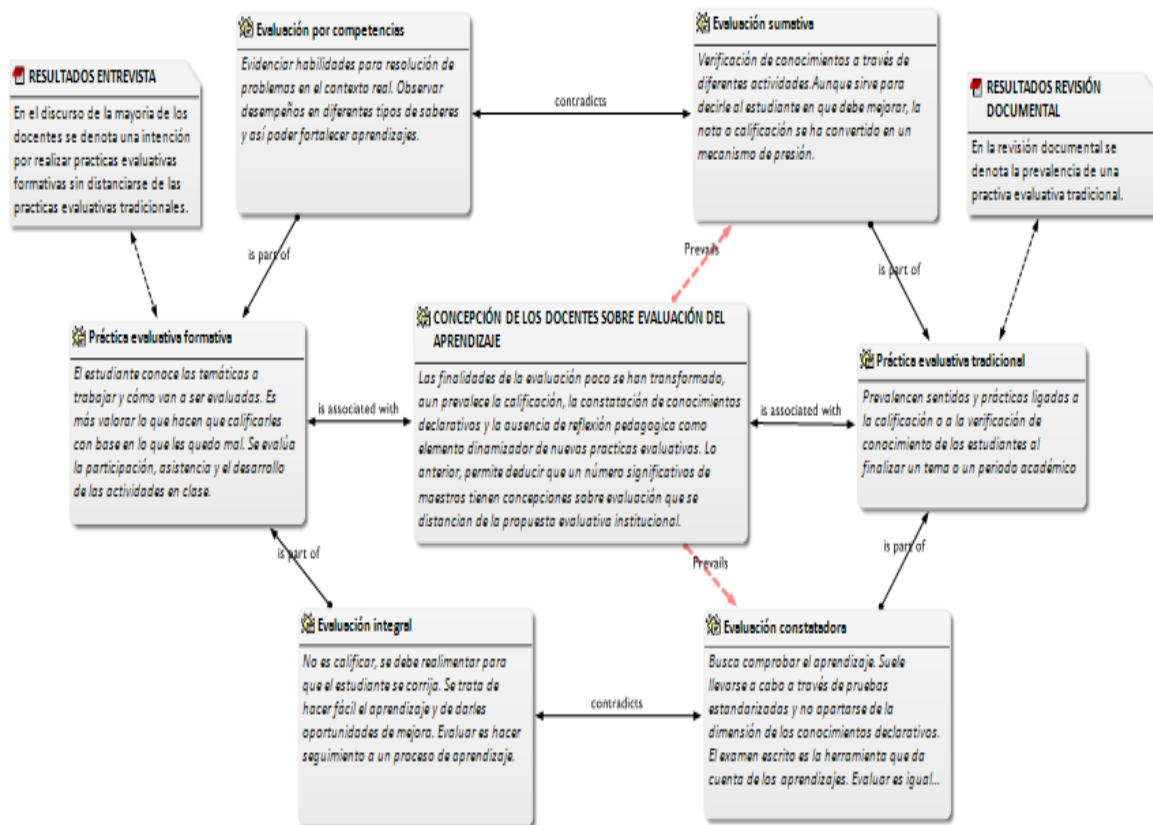 Evaluación por competencias
Evidenciar habilidades para resolución de
problemas en el contexto real. Observar
desempeños en diferentes tipos de saberes
y así poder fortalecer aprendizajes.
Evaluación sumativa
Verificación de conocimientos a través de
diferentes actividades.Aunque sirve para
decirle al estudiante en que debe mejorar, la
nota o calificación se ha convertido en un
mecanismo de presión.
RESULTADOS ENTREVISTA
En el discurso de la mayoria de los
docentes se denota una intención
por realizar practicas evaluativas
formativas sin distanciarse de las
practicas evaluativas tradicionales.
contradicts
RESULTADOS REVISIÓN
DOCUMENTAL
En la revisión documental se
denota la prevalencia de una
practiva evaluativa tradicional.
is part of
Prevails
is part of
Práctica evaluativa formativa
El estudiante conoce las temáticas a
trabajar y cómo van a ser evaluadas. Es
más valorar lo que hacen que calificarles
con base en lo que les quedo mal. Se evalúa
la participación, asistencia y el desarrollo
de las actividades en clase.
is associated with
CONCEPCIÓN DE LOS DOCENTES SOBRE EVALUACIÓN DEL
APRENDIZAJE
Las finalidades de la evaluación poco se han transformado,
aun prevalece la calificación, la constatación de conocimientos
declarativos y la ausencia de reflexión pedagogica como
elemento dinamizador de nuevas practicas evaluativas. Lo
anterior, permite deducir que un número significativos de
maestros tienen concepciones sobre evaluación que se
distancian de la propuesta evaluativa institucional.
is associated with
Práctica evaluativa tradicional
Prevalencen sentidos y prácticas ligadas a
la calificación o a la verificación de
conocimiento de los estudiantes al
finalizar un tema o un periodo académico
is part of
Prevails
is part of
Evaluación integral
No es calificar, se debe realimentar para
que el estudiante se corrija. Se trata de
hacer fácil el aprendizaje y de darles
oportunidades de mejora. Evaluar es hacer
seguimiento a un proceso de aprendizaje.
contradicts
Evaluación constatadora
Busca comprobar el aprendizaje. Suele
llevarse a cabo a través de pruebas
estandarizadas y no apartarse de la
dimensión de los conocimientos declarativos.
El examen escrito es la herramienta que da
cuenta de los aprendizajes. Evaluar es igual...